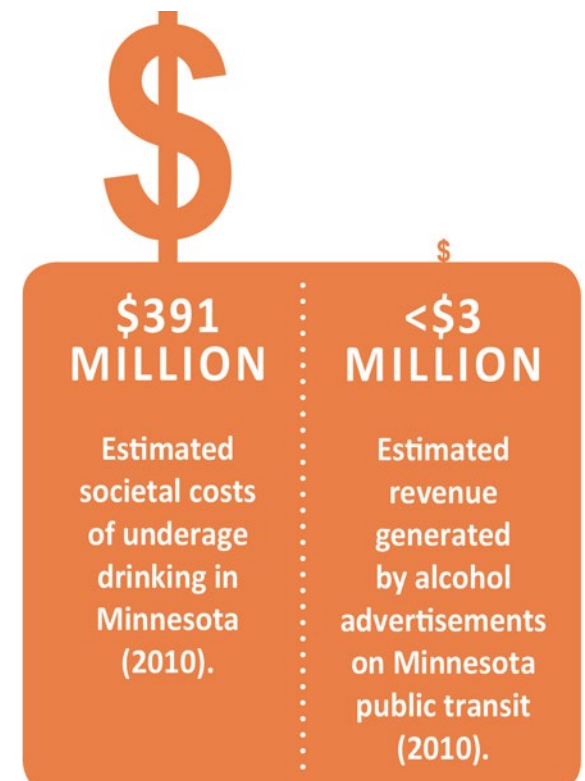 $
$391
MILLION
Estimated
societal costs
of underage
drinking in
Minnesota
(2010).
$
<$3
MILLION
Estimated
revenue
generated
by alcohol
advertisements
on Minnesota
public transit
(2010).